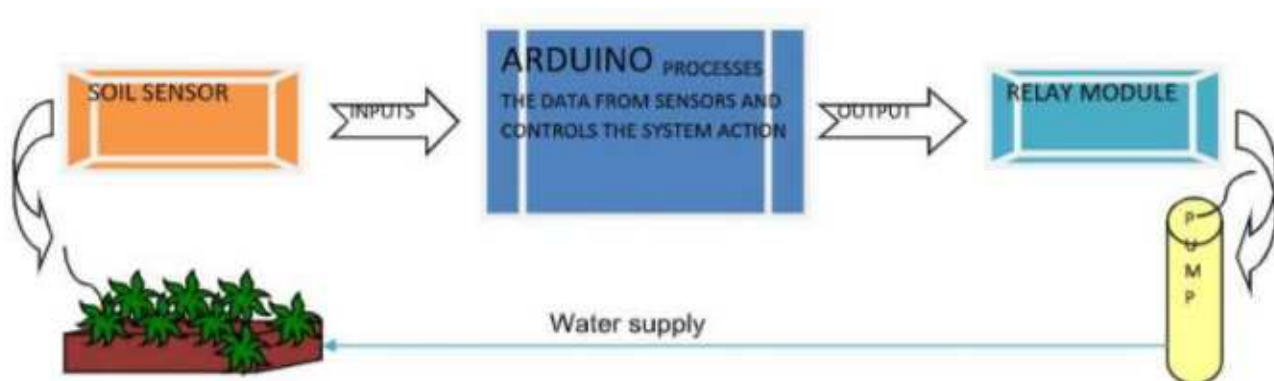 SOIL SENSOR
INPUTS
ARDUINO PROCESSES
THE DATA FROM SENSORS AND
CONTROLS THE SYSTEM ACTION
OUTPUT
RELAY MODULE
PUMP
Water supply